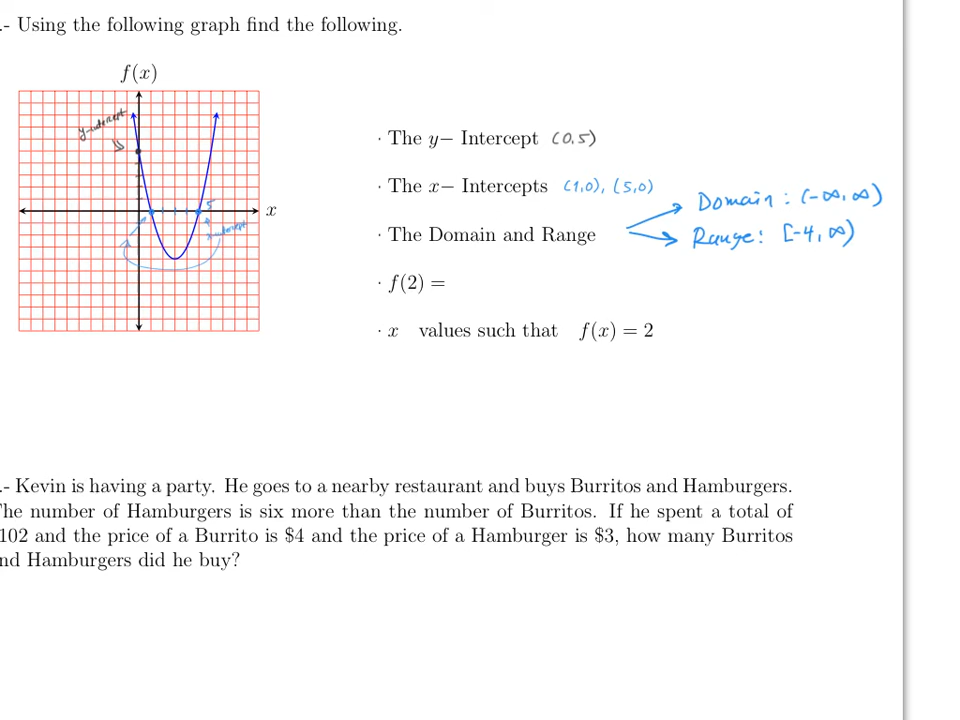 .- Using the following graph find the following.
f(x)
y-intercept
5
x
x-intercept
· The y− Intercept (0,5)
· The x− Intercepts (1,0), (5,0)
· The Domain and Range
Domain : (-∞,∞)
Range: [-4,∞)
· f(2) =
· x values such that f(x) = 2
.- Kevin is having a party. He goes to a nearby restaurant and buys Burritos and Hamburgers.
The number of Hamburgers is six more than the number of Burritos. If he spent a total of
102 and the price of a Burrito is $4 and the price of a Hamburger is $3, how many Burritos
nd Hamburgers did he buy?